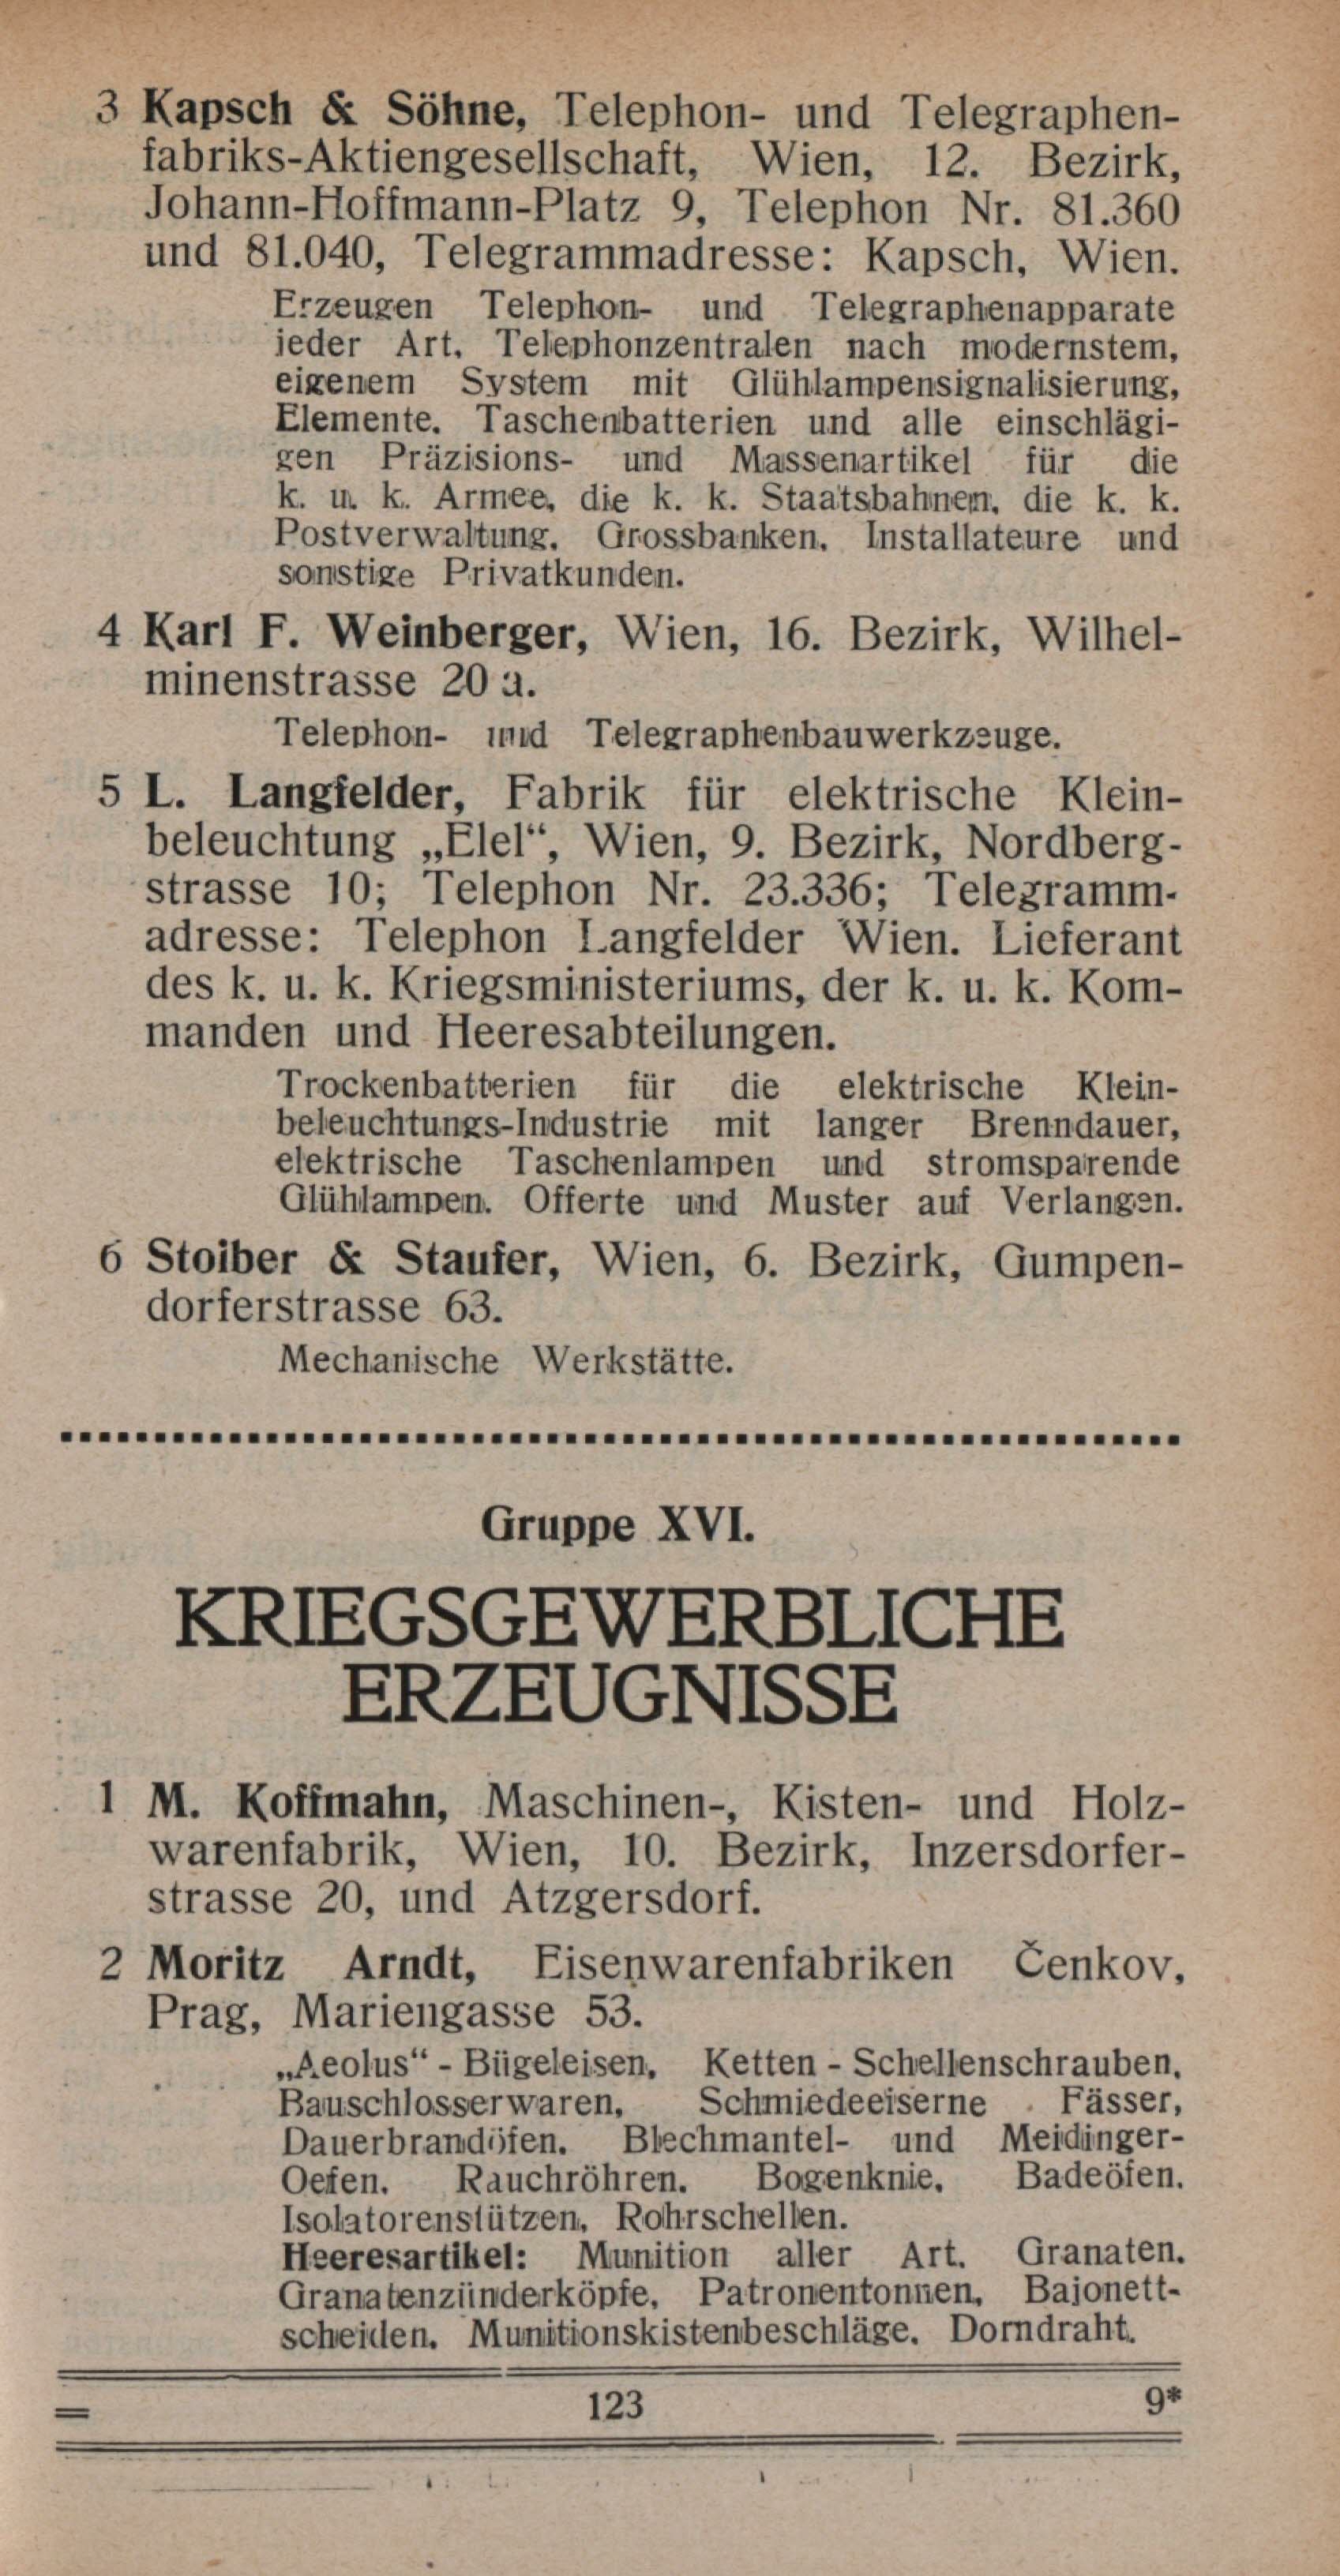 3 Kapsch & Söhne, Telephon- und Telegraphen-
fabriks-Aktiengesellschaft, Wien, 12. Bezirk,
Johann-Hoffmann-Platz 9, Telephon Nr. 81.360
und 81.040, Telegrammadresse: Kapsch, Wien.
Erzeugen Telephon- und Telegraphenapparate
jeder Art, Telephonzentralen nach modernstem,
eigenem System mit Glühlampensignalisierung,
Elemente, Taschenbatterien und alle einschlägi-
gen Präzisions- und Massenartikel für die
k. u. k. Armee, die k. k. Staatsbahnen, die k. k.
Postverwaltung, Grossbanken, Installateure und
sonstige Privatkunden.
4 Karl F. Weinberger, Wien, 16. Bezirk, Wilhel-
minenstrasse 20 a.
Telephon- und Telegraphenbauwerkzeuge.
5 L. Langfelder, Fabrik für elektrische Klein-
beleuchtung „Elel“, Wien, 9. Bezirk, Nordberg-
strasse 10; Telephon Nr. 23.336; Telegramm-
adresse: Telephon Langfelder Wien. Lieferant
des k. u. k. Kriegsministeriums, der k. u. k. Kom-
manden und Heeresabteilungen.
Trockenbatterien für die elektrische Klein-
beleuchtungs-Industrie mit langer Brenndauer,
elektrische Taschenlampen und stromsparende
Glühlampen. Offerte und Muster auf Verlangen.
6 Stoiber & Staufer, Wien, 6. Bezirk, Gumpen-
dorferstrasse 63.
Mechanische Werkstätte.
Gruppe XVI.
KRIEGSGEWERBLICHE
ERZEUGNISSE
1 M. Koffmahn, Maschinen-, Kisten- und Holz-
warenfabrik, Wien, 10. Bezirk, Inzersdorfer-
strasse 20, und Atzgersdorf.
2 Moritz Arndt, Eisenwarenfabriken Čenkov,
Prag, Mariengasse 53.
„Aeolus“ - Bügeleisen, Ketten - Schellenschrauben,
Bauschlosserwaren, Schmiedeeiserne Fässer,
Dauerbrandöfen, Blechmantel- und Meidinger-
Oefen, Rauchröhren, Bogenknie, Badeöfen,
Isolatorenstützen, Rohrschellen.
Heeresartikel: Munition aller Art, Granaten,
Granatenzünderköpfe, Patronentonnen, Bajonett-
scheiden, Munitionskistenbeschläge, Dorndraht.
123
9*